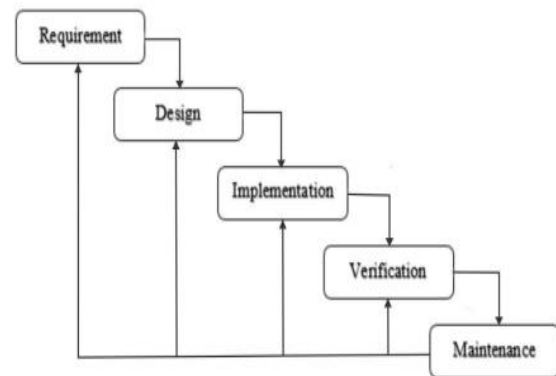 Requirement
Design
Implementation
Verification
Maintenance